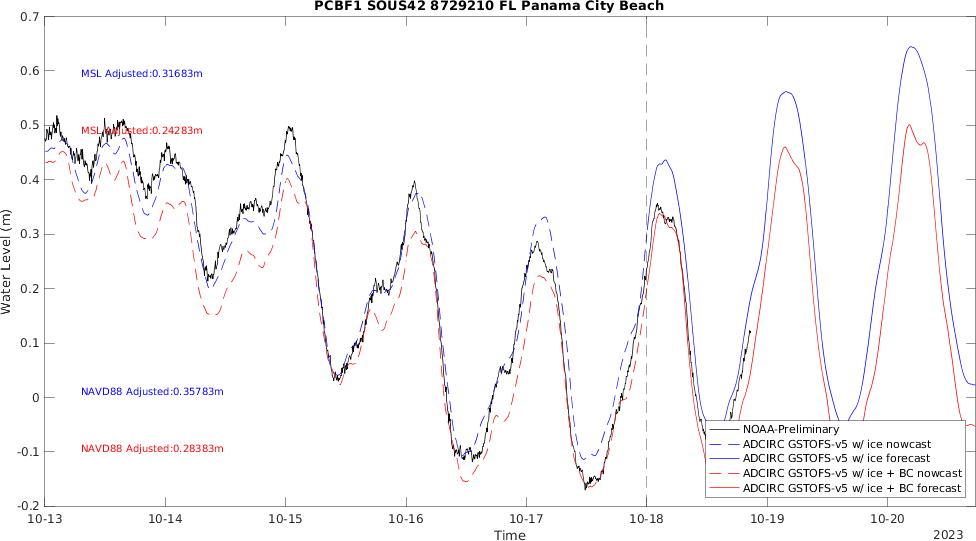 PCBF1 SOUS42 8729210 FL Panama City Beach
0.7
0.6
0.5
0.4
0.3
0.2
0.1
0
-0.1
-0.2
Water Level (m)
MSL Adjusted:0.31683m
MSL Adjusted:0.24283m
NAVD88 Adjusted:0.35783m
NAVD88 Adjusted:0.28383m
NOAA-Preliminary
ADCIRC GSTOFS-v5 w/ ice nowcast
ADCIRC GSTOFS-v5 w/ ice forecast
ADCIRC GSTOFS-v5 w/ ice + BC nowcast
ADCIRC GSTOFS-v5 w/ ice + BC forecast
10-13 10-14 10-15 10-16 10-17 10-18 10-19 10-20
Time
2023